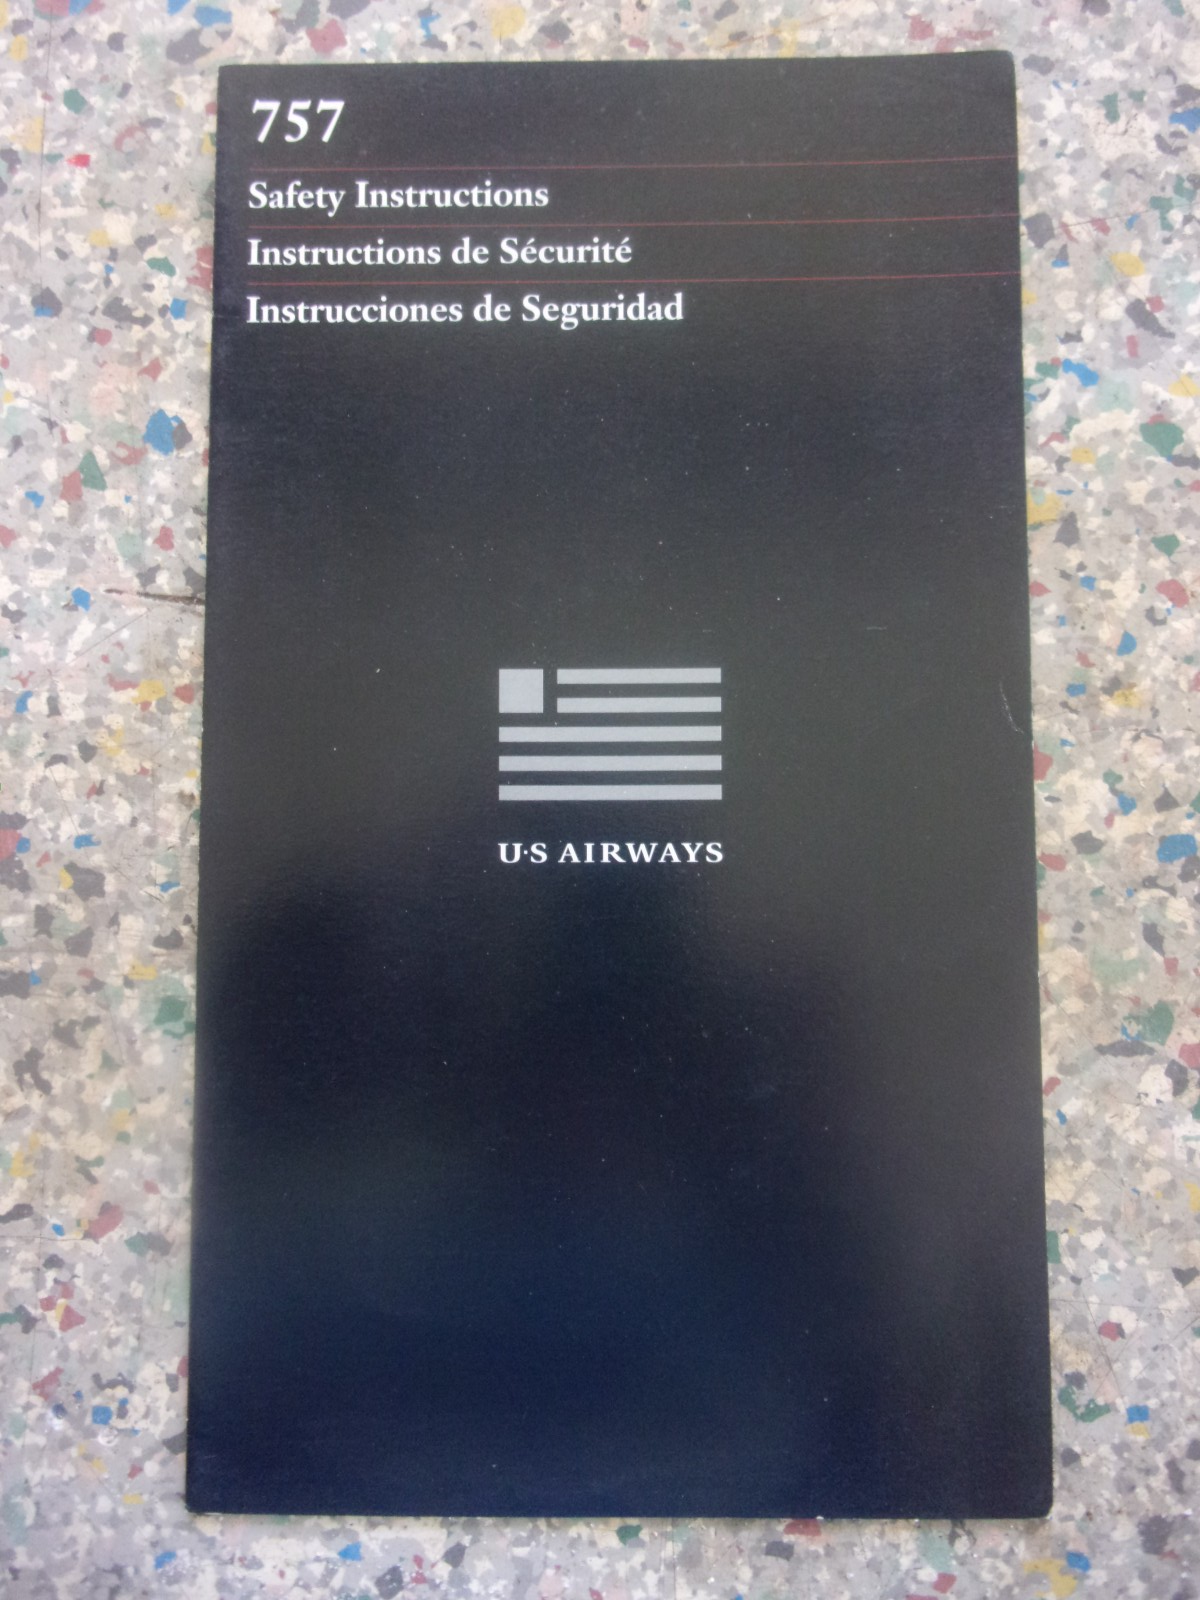 757
Safety Instructions
Instructions de Sécurité
Instrucciones de Seguridad
U·S AIRWAYS